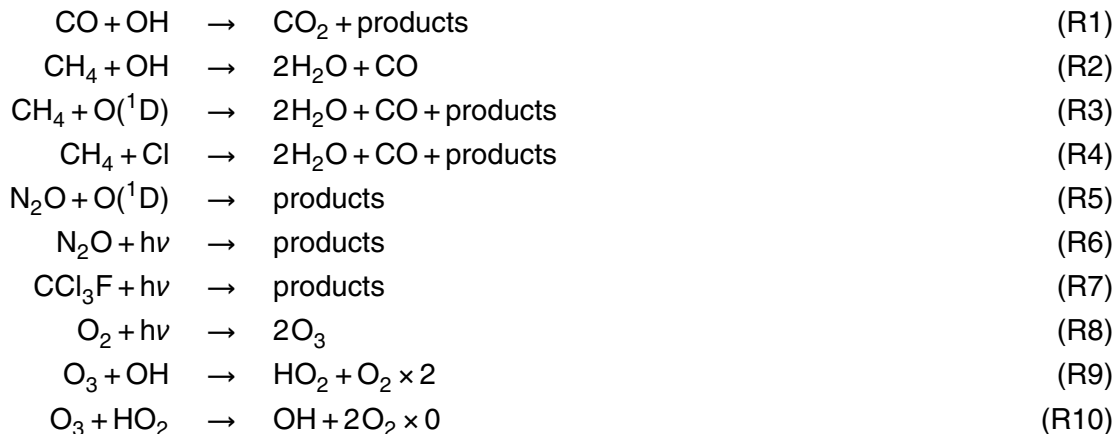 CO + OH → CO₂ + products (R1)
CH₄ + OH → 2H₂O + CO (R2)
CH₄ + O(¹D) → 2H₂O + CO + products (R3)
CH₄ + Cl → 2H₂O + CO + products (R4)
N₂O + O(¹D) → products (R5)
N₂O + hν → products (R6)
CCl₃F + hν → products (R7)
O₂ + hν → 2O₃ (R8)
O₃ + OH → HO₂ + O₂ × 2 (R9)
O₃ + HO₂ → OH + 2O₂ × 0 (R10)